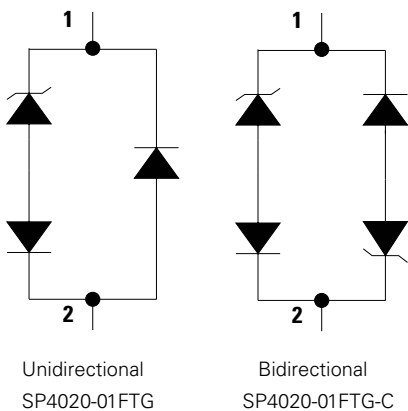 1 1
2 2
Unidirectional Bidirectional
SP4020-01FTG SP4020-01FTG-C